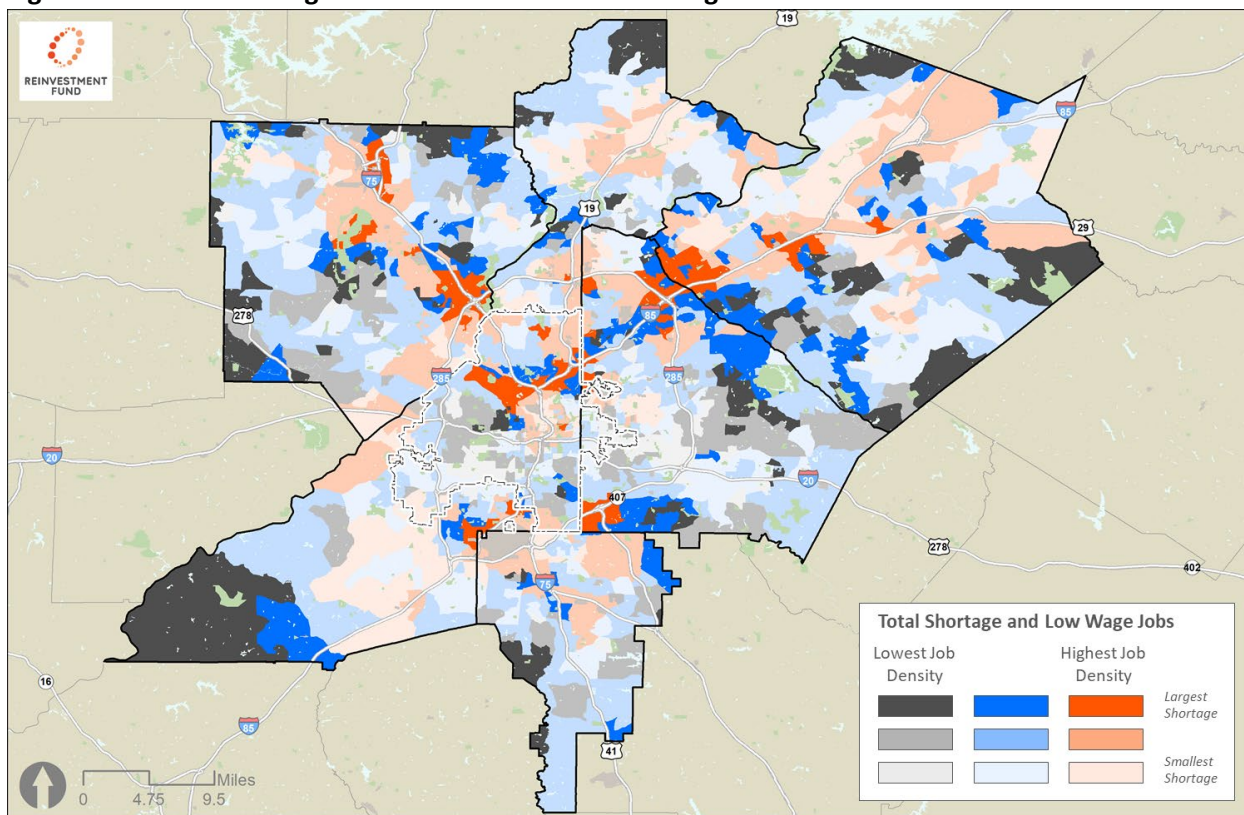 REINVESTMENT
FUND
19
85
75
19
29
278
85
285
285
20
407
20
278
75
402
16
85
41
Total Shortage and Low Wage Jobs
Lowest Job
Density
Highest Job
Density
Largest
Shortage
Smallest
Shortage
Miles
0 4.75 9.5